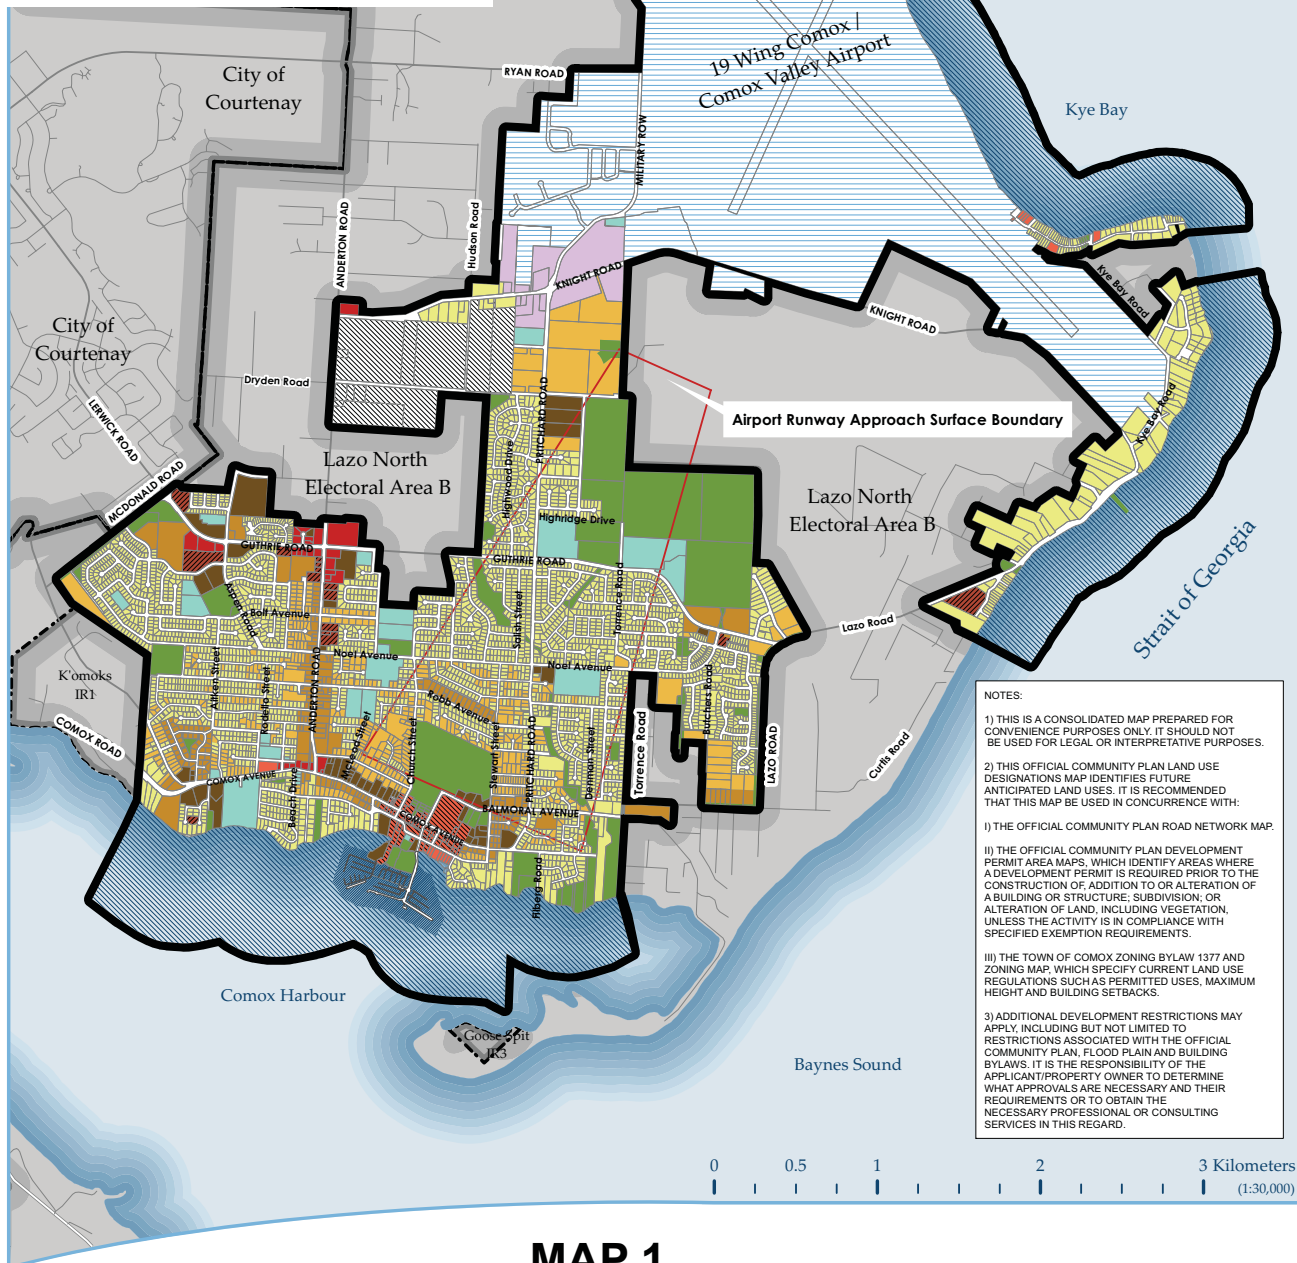 19 Wing Comox /
Comox Valley Airport
City of
Courtenay
RYAN ROAD
Kye Bay
MILITARY ROW
ANDERTON ROAD
Hudson Road
KNIGHT ROAD
Kye Bay Road
KNIGHT ROAD
City of
Courtenay
Dryden Road
LERWICK ROAD
PRITCHARD ROAD
Airport Runway Approach Surface Boundary
Kye Bay Road
Lazo North
Electoral Area B
Highwood Drive
MCDONALD ROAD
Lazo North
Electoral Area B
Highridge Drive
GUTHRIE ROAD
GUTHRIE ROAD
Strait of Georgia
Aspen Road
Bolt Avenue
Salish Street
Torrence Road
Lazo Road
Noel Avenue
Noel Avenue
K'omoks
IR1
Aitken Street
Rodello Street
ANDERTON ROAD
Robb Avenue
Butchers Road
COMOX ROAD
McLeod Street
Church Street
Stewart Street
PRITCHARD ROAD
Denman Street
Torrence Road
LAZO ROAD
Curtis Road
COMOX AVENUE
Beach Drive
COMOX AVENUE
BALMORAL AVENUE
Filberg Road
Comox Harbour
Goose Spit
IR3
Baynes Sound
NOTES:
1) THIS IS A CONSOLIDATED MAP PREPARED FOR
CONVENIENCE PURPOSES ONLY. IT SHOULD NOT
BE USED FOR LEGAL OR INTERPRETATIVE PURPOSES.
2) THIS OFFICIAL COMMUNITY PLAN LAND USE
DESIGNATIONS MAP IDENTIFIES FUTURE
ANTICIPATED LAND USES. IT IS RECOMMENDED
THAT THIS MAP BE USED IN CONCURRENCE WITH:
I) THE OFFICIAL COMMUNITY PLAN ROAD NETWORK MAP.
II) THE OFFICIAL COMMUNITY PLAN DEVELOPMENT
PERMIT AREA MAPS, WHICH IDENTIFY AREAS WHERE
A DEVELOPMENT PERMIT IS REQUIRED PRIOR TO THE
CONSTRUCTION OF, ADDITION TO OR ALTERATION OF
A BUILDING OR STRUCTURE; SUBDIVISION; OR
ALTERATION OF LAND, INCLUDING VEGETATION,
UNLESS THE ACTIVITY IS IN COMPLIANCE WITH
SPECIFIED EXEMPTION REQUIREMENTS.
III) THE TOWN OF COMOX ZONING BYLAW 1377 AND
ZONING MAP, WHICH SPECIFY CURRENT LAND USE
REGULATIONS SUCH AS PERMITTED USES, MAXIMUM
HEIGHT AND BUILDING SETBACKS.
3) ADDITIONAL DEVELOPMENT RESTRICTIONS MAY
APPLY, INCLUDING BUT NOT LIMITED TO
RESTRICTIONS ASSOCIATED WITH THE OFFICIAL
COMMUNITY PLAN, FLOOD PLAIN AND BUILDING
BYLAWS. IT IS THE RESPONSIBILITY OF THE
APPLICANT/PROPERTY OWNER TO DETERMINE
WHAT APPROVALS ARE NECESSARY AND THEIR
REQUIREMENTS OR TO OBTAIN THE
NECESSARY PROFESSIONAL OR CONSULTING
SERVICES IN THIS REGARD.
0 0.5 1 2 3 Kilometers
(1:30,000)
MAP 1